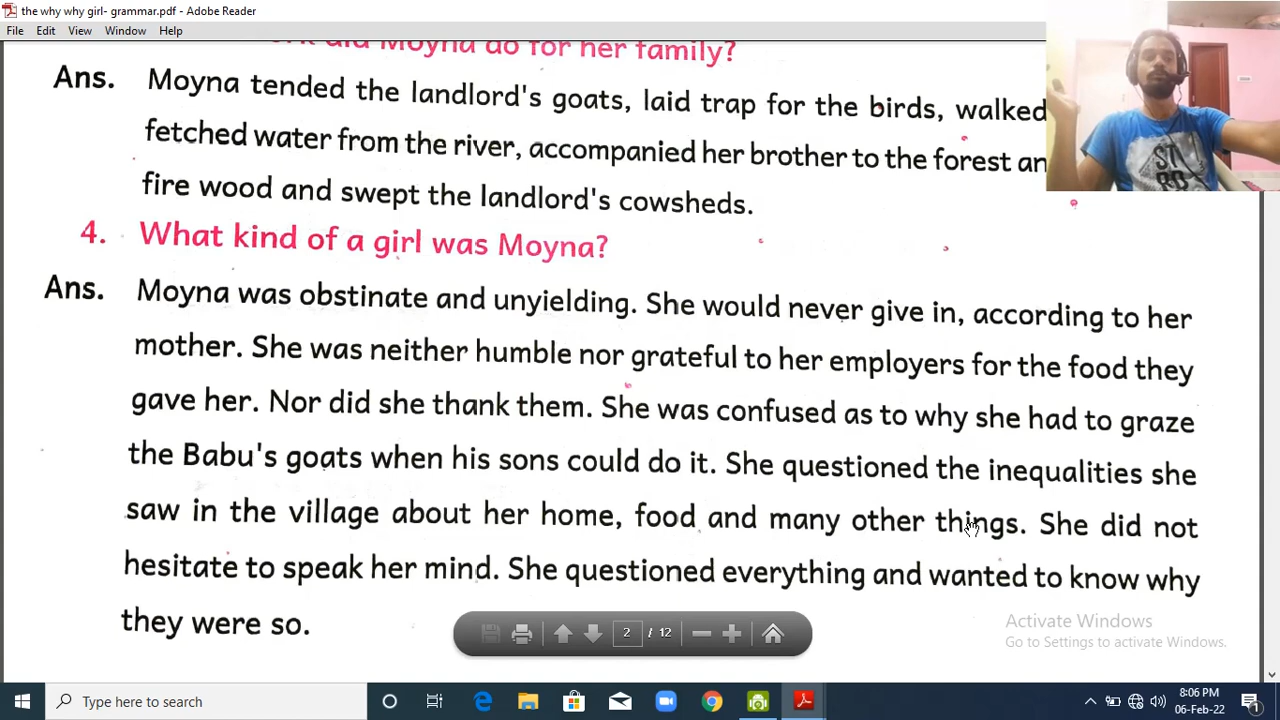 the why why girl- grammar.pdf - Adobe Reader
File Edit View Window Help
did Moyna do for her family?
Ans. Moyna tended the landlord's goats, laid trap for the birds, walked
fetched water from the river, accompanied her brother to the forest an
fire wood and swept the landlord's cowsheds.
4. What kind of a girl was Moyna?
Ans. Moyna was obstinate and unyielding. She would never give in, according to her
mother. She was neither humble nor grateful to her employers for the food they
gave her. Nor did she thank them. She was confused as to why she had to graze
the Babu's goats when his sons could do it. She questioned the inequalities she
saw in the village about her home, food and many other things. She did not
hesitate to speak her mind. She questioned everything and wanted to know why
they were so.
2 / 12
Activate Windows
Go to Settings to activate Windows.
Type here to search
8:06 PM
06-Feb-22